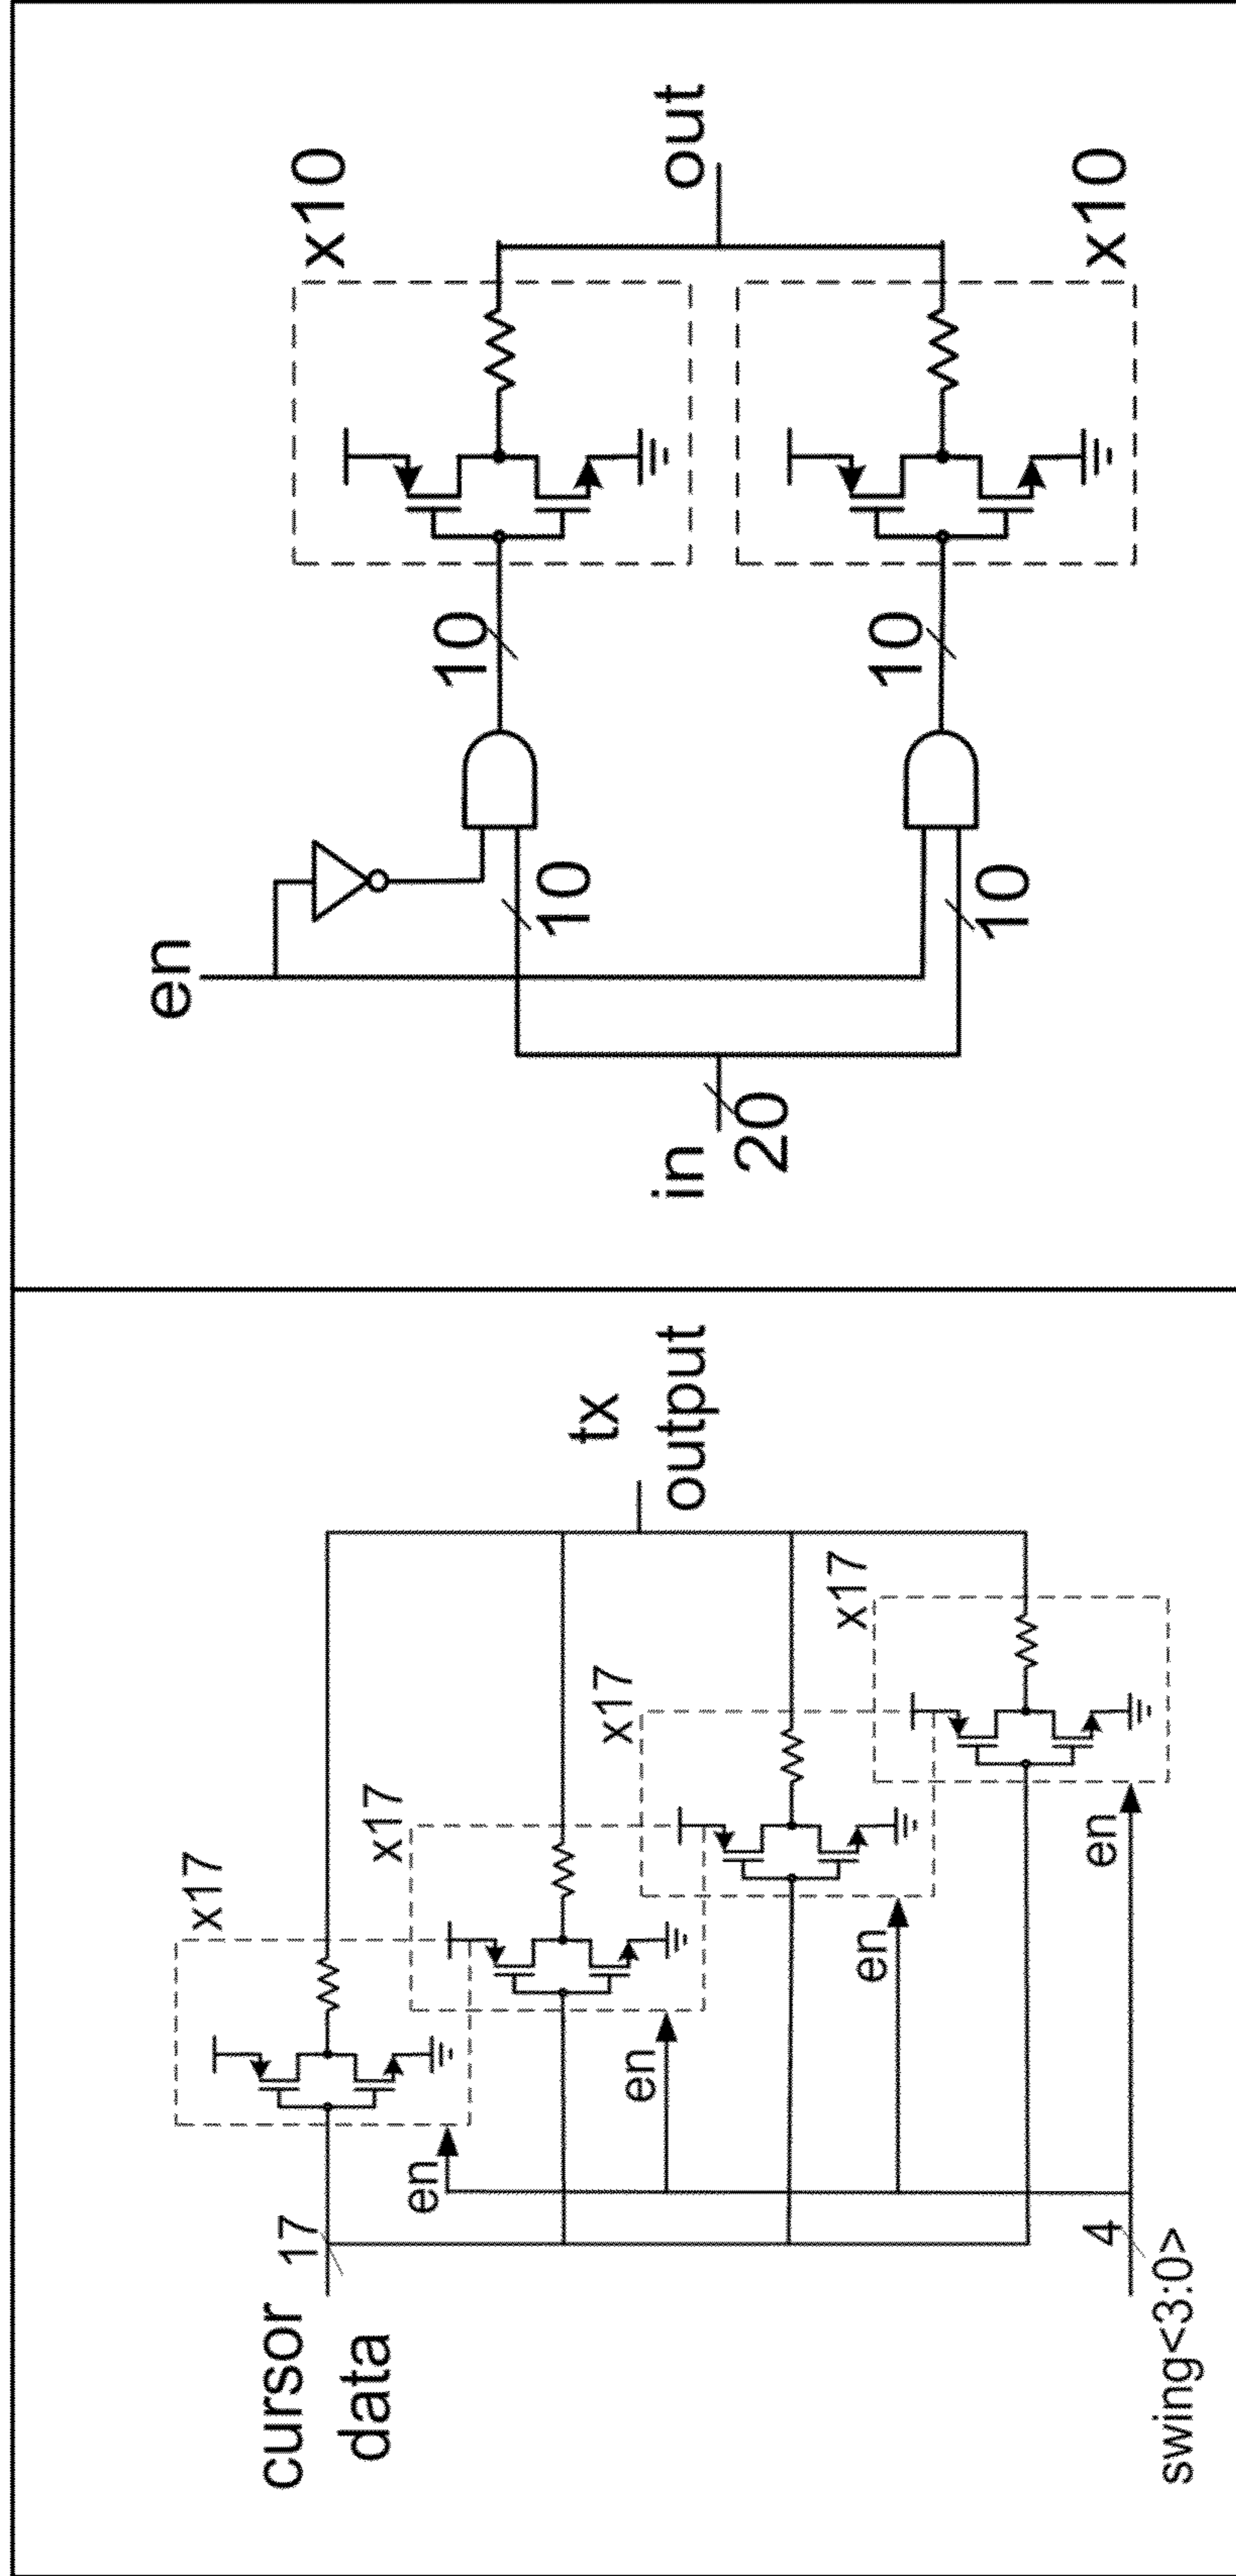 cursor
data
17
x17
en
x17
en
x17
en
x17
en
4
swing<3:0>
tx
output
en
in
20
10
10
10
10
x10
x10
out